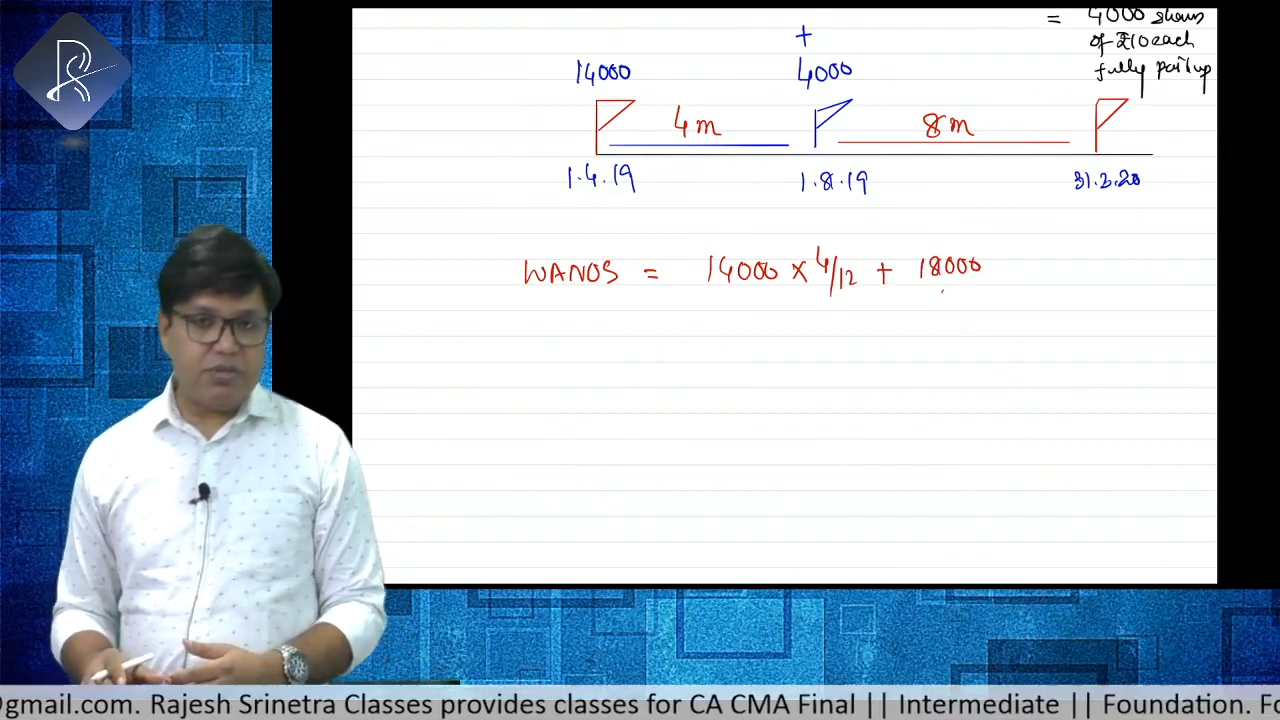 = 4000 shares
of ₹10 each
fully paid up
+
14000 4000
4m 8m
1.4.19 1.8.19 31.3.20
WANOS = 14000 × 4/12 + 18000
@gmail.com. Rajesh Srinetra Classes provides classes for CA CMA Final || Intermediate || Foundation. Fo